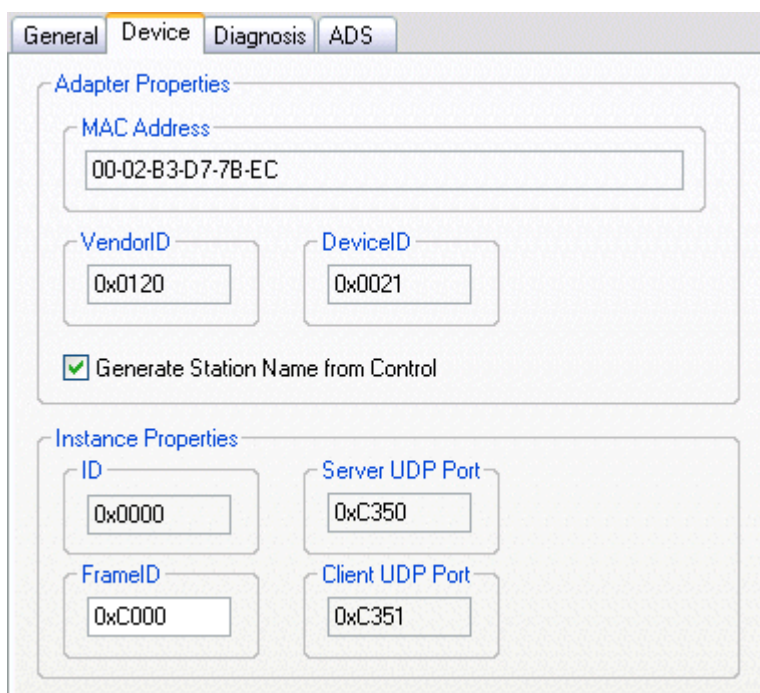 General Device Diagnosis ADS
Adapter Properties
MAC Address
00-02-B3-D7-7B-EC
VendorID DeviceID
0x0120 0x0021
Generate Station Name from Control
Instance Properties
ID Server UDP Port
0x0000 0xC350
FrameID Client UDP Port
0xC000 0xC351